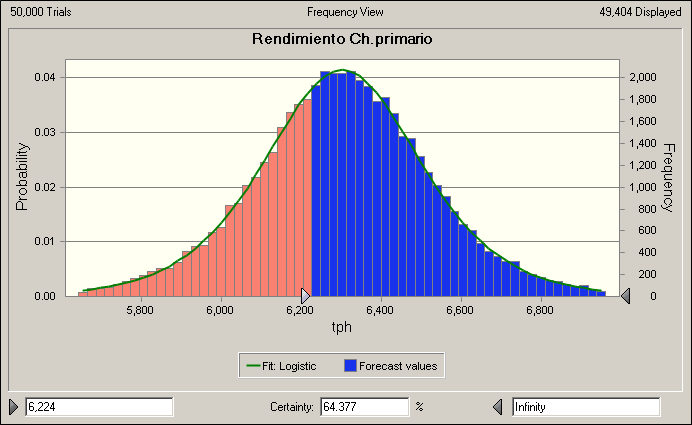 50,000 Trials Frequency View 49,404 Displayed
Rendimiento Ch.primario
Probability
0.04
0.03
0.02
0.01
0.00
2,000
1,800
1,600
1,400
1,200
1,000
800
600
400
200
0
Frequency
5,800 6,000 6,200 6,400 6,600 6,800
tph
Fit: Logistic Forecast values
6,224 Certainty: 64.377 % Infinity